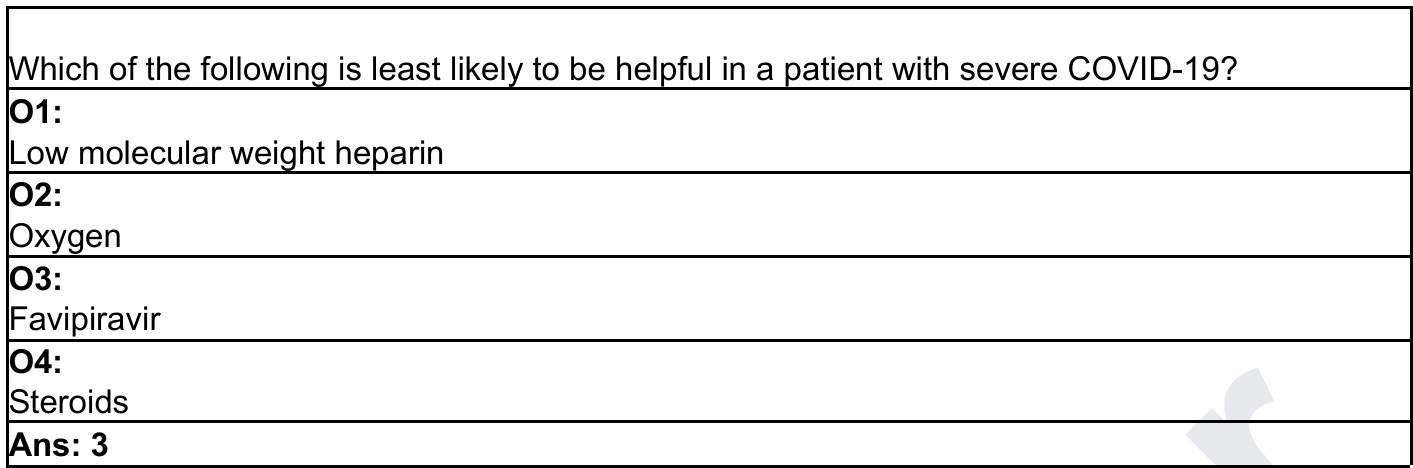 Which of the following is least likely to be helpful in a patient with severe COVID-19?
O1:
Low molecular weight heparin
O2:
Oxygen
O3:
Favipiravir
O4:
Steroids
Ans: 3
r